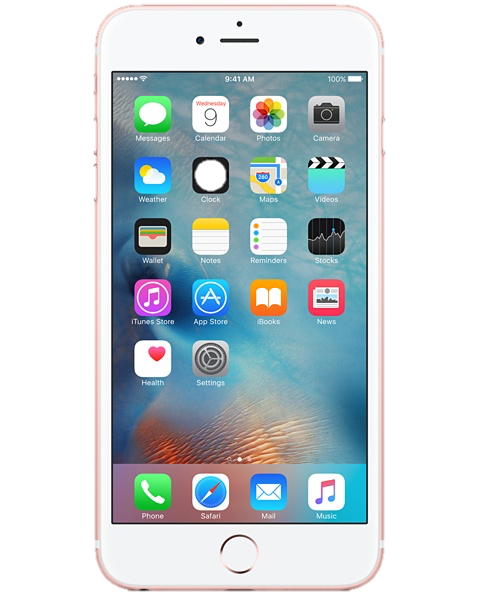 9:41 AM 100%
Wednesday
9
Messages Calendar Photos Camera
280
Weather Clock Maps Videos
Wallet Notes Reminders Stocks
iTunes Store App Store iBooks News
Health Settings
Phone Safari Mail Music